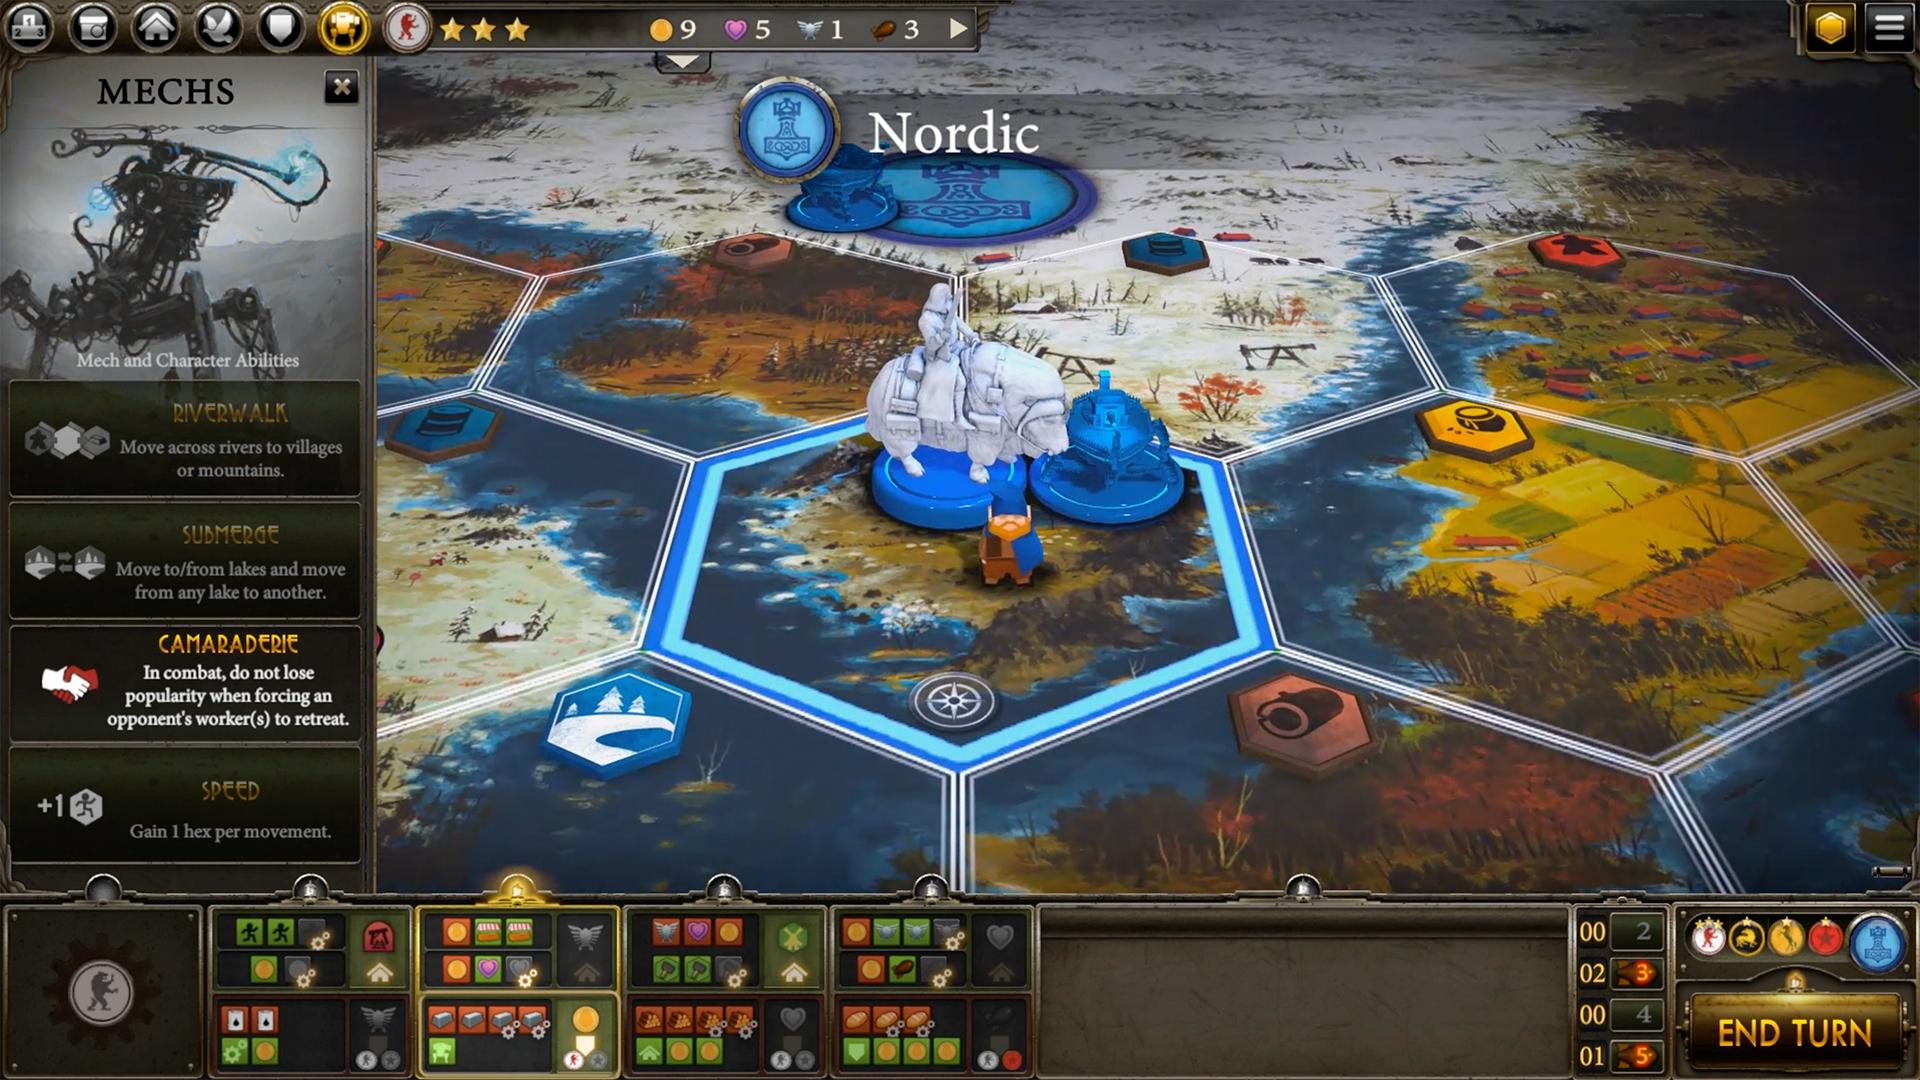 1
2 3
9
5
1
3
MECHS
Nordic
Mech and Character Abilities
RIVERWALK
Move across rivers to villages
or mountains.
SUBMERGE
Move to/from lakes and move
from any lake to another.
CAMARADERIE
In combat, do not lose
popularity when forcing an
opponent's worker(s) to retreat.
+1
SPEED
Gain 1 hex per movement.
00 2
02 3
00 4
01 5
END TURN